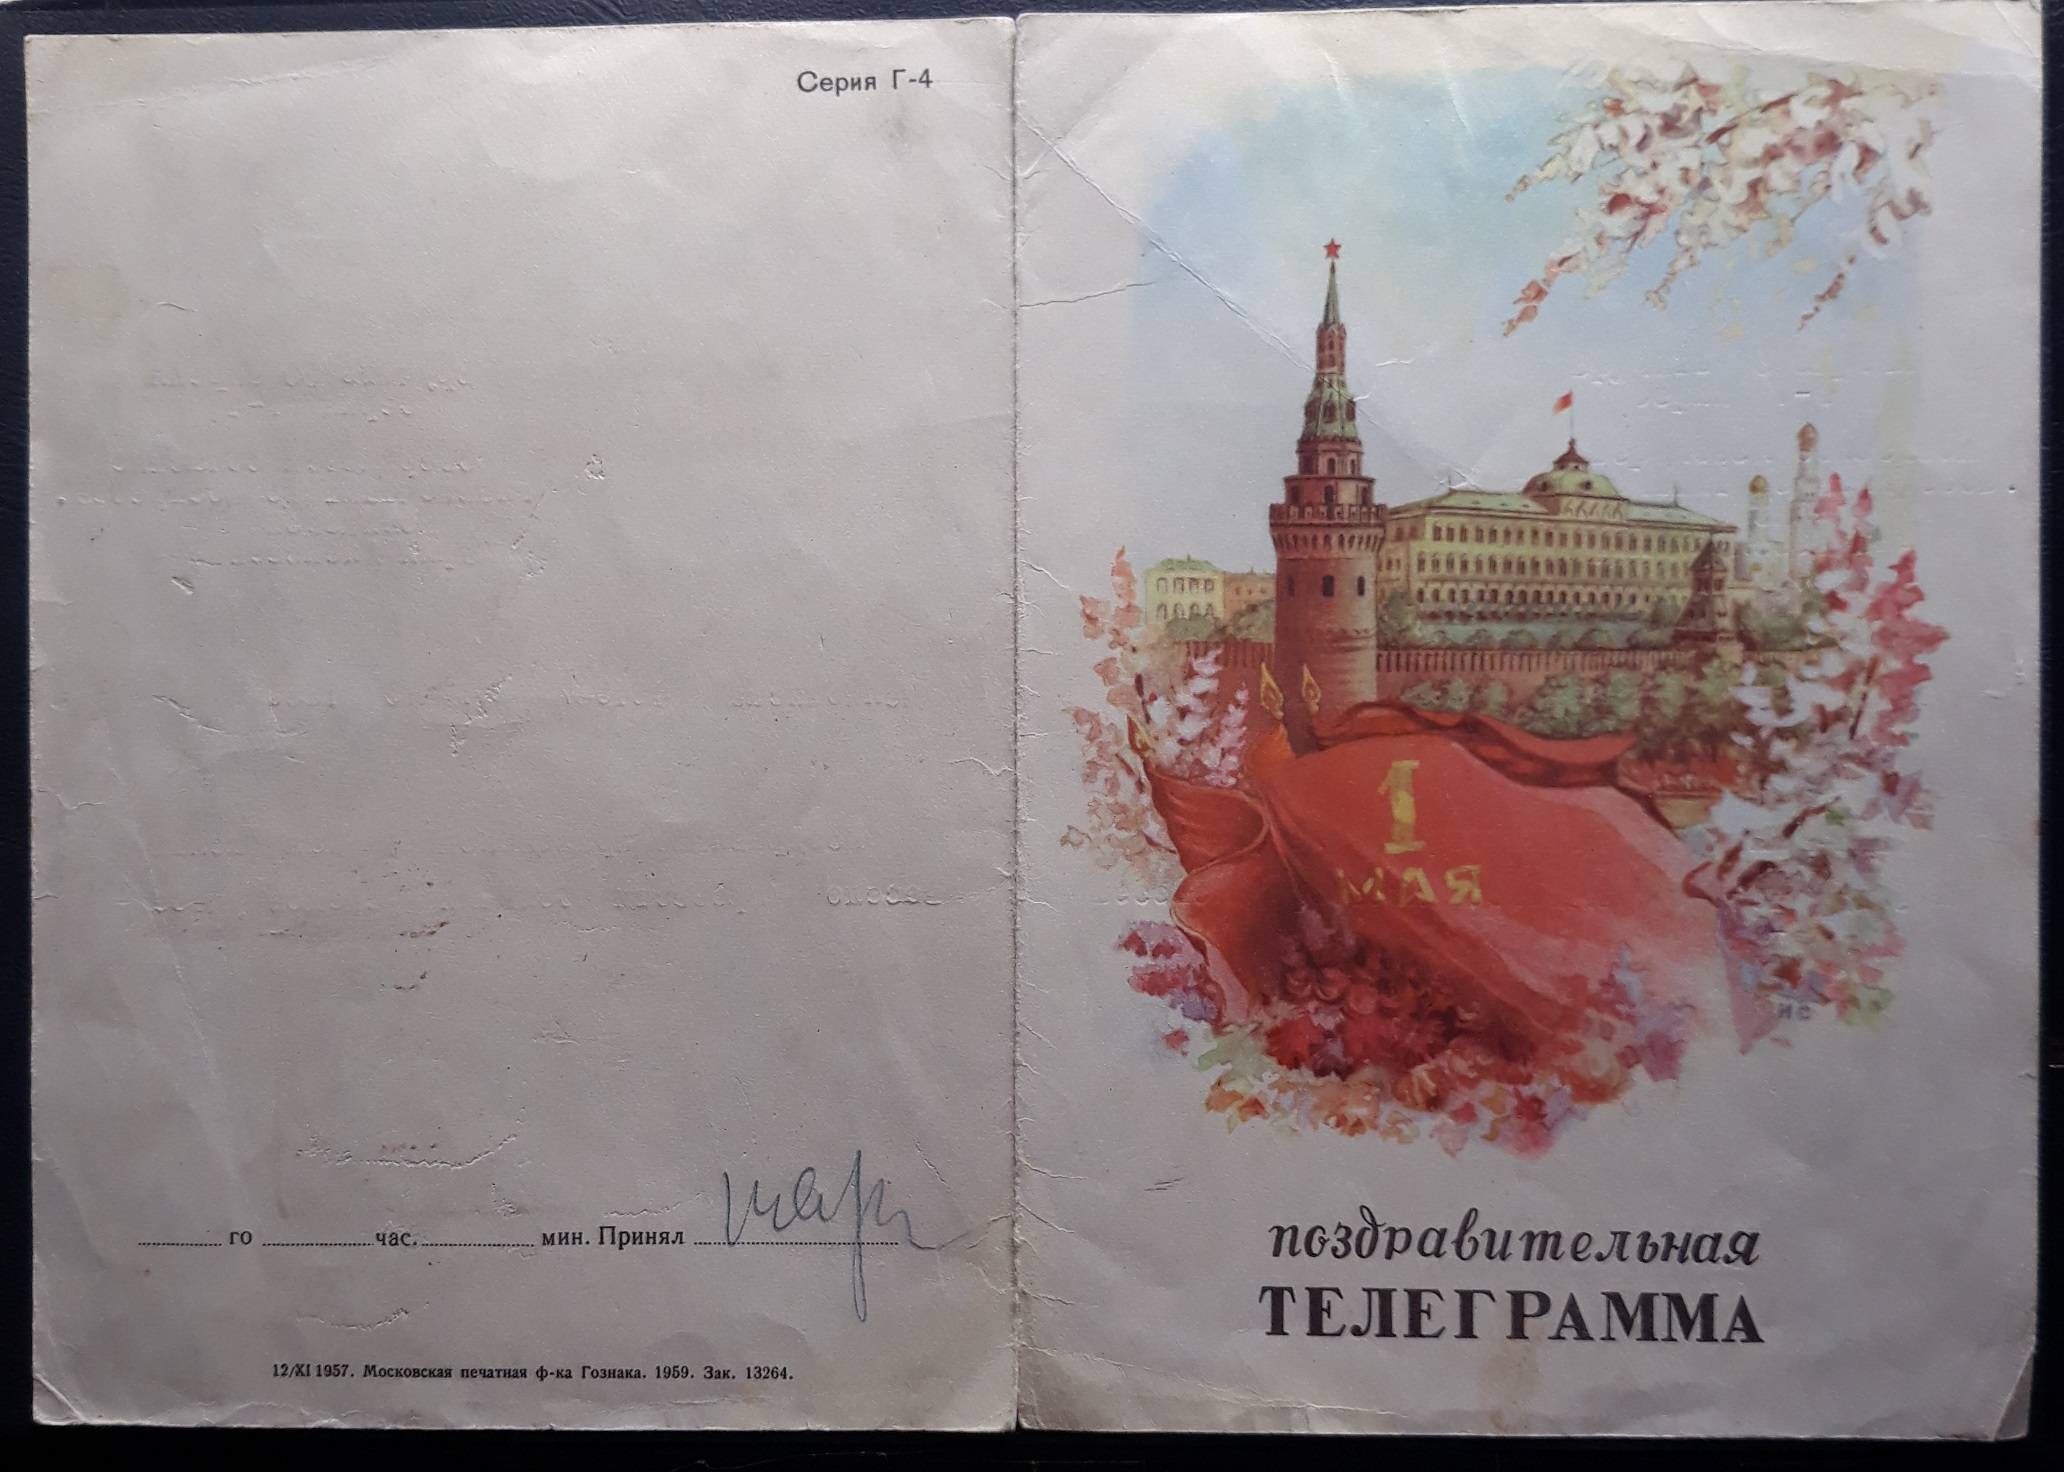 Серия Г-4
го час. мин. Принял
12/XI 1957. Московская печатная ф-ка Гознака. 1959. Зак. 13264.
1
МАЯ
ИС
поздравительная
ТЕЛЕГРАММА